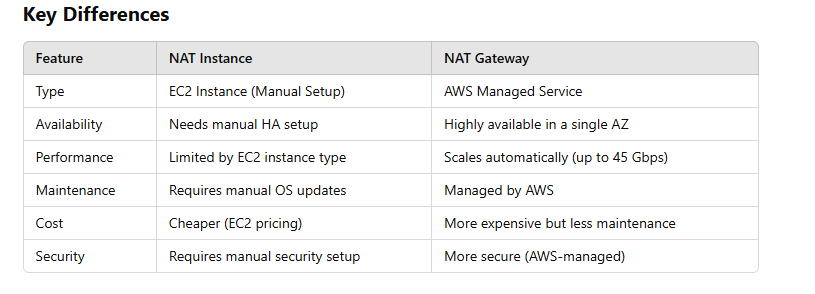 Key Differences
Feature NAT Instance NAT Gateway
Type EC2 Instance (Manual Setup) AWS Managed Service
Availability Needs manual HA setup Highly available in a single AZ
Performance Limited by EC2 instance type Scales automatically (up to 45 Gbps)
Maintenance Requires manual OS updates Managed by AWS
Cost Cheaper (EC2 pricing) More expensive but less maintenance
Security Requires manual security setup More secure (AWS-managed)